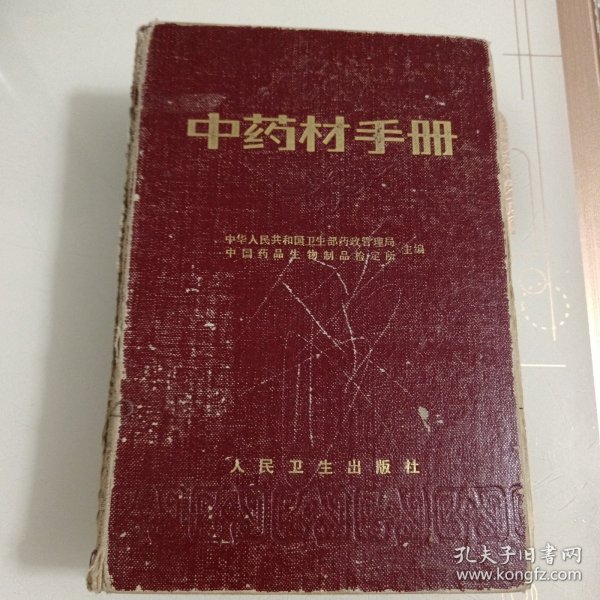 中药材手册
中华人民共和国卫生部药政管理局
中国药品生物制品检定所
主编
人民卫生出版社
孔夫子旧书网
www.kongfz.com